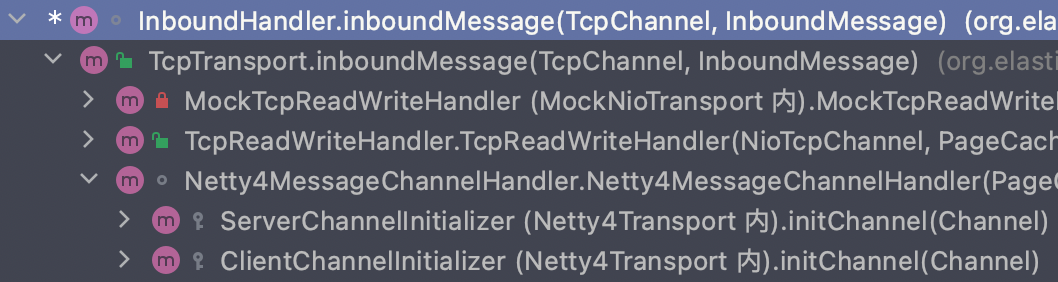 * m InboundHandler.inboundMessage(TcpChannel, InboundMessage) (org.ela
m TcpTransport.inboundMessage(TcpChannel, InboundMessage) (org.elasti
m MockTcpReadWriteHandler (MockNioTransport 内).MockTcpReadWrite
m TcpReadWriteHandler.TcpReadWriteHandler(NioTcpChannel, PageCach
m Netty4MessageChannelHandler.Netty4MessageChannelHandler(PageC
m ServerChannelInitializer (Netty4Transport 内).initChannel(Channel)
m ClientChannelInitializer (Netty4Transport 内).initChannel(Channel)